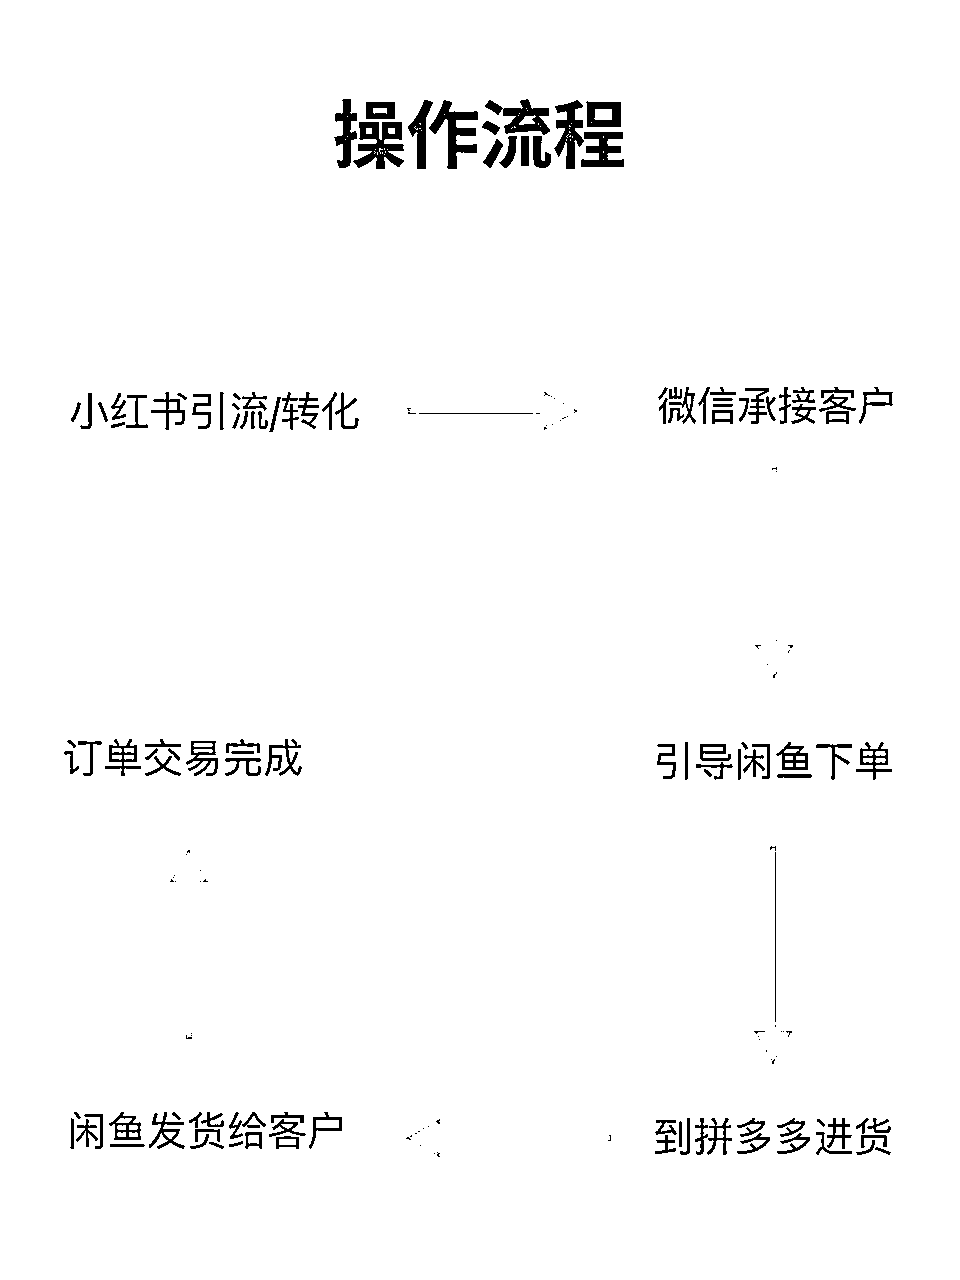 操作流程
小红书引流/转化
微信承接客户
引导闲鱼下单
到拼多多进货
闲鱼发货给客户
订单交易完成